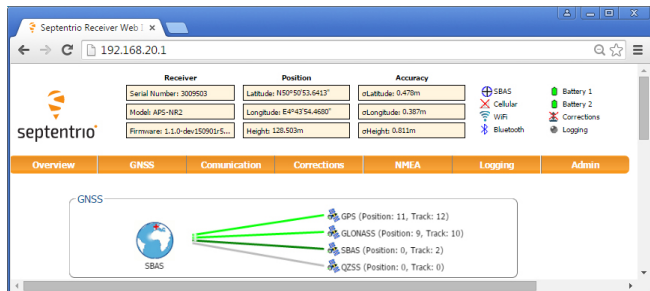 Septentrio Receiver Web I
192.168.20.1
Receiver Position Accuracy
Serial Number: 3009503 Latitude: N50°50'53.6413" σLatitude: 0.478m SBAS Battery 1
Model: APS-NR2 Longitude: E4°43'54.4680" σLongitude: 0.387m Cellular Battery 2
WiFi Corrections
Firmware: 1.1.0-dev150901r5... Height: 128.503m σHeight: 0.811m Bluetooth Logging
septentrio
Overview GNSS Comunication Corrections NMEA Logging Admin
GNSS
GPS (Position: 11, Track: 12)
GLONASS (Position: 9, Track: 10)
SBAS (Position: 0, Track: 2)
QZSS (Position: 0, Track: 0)
SBAS